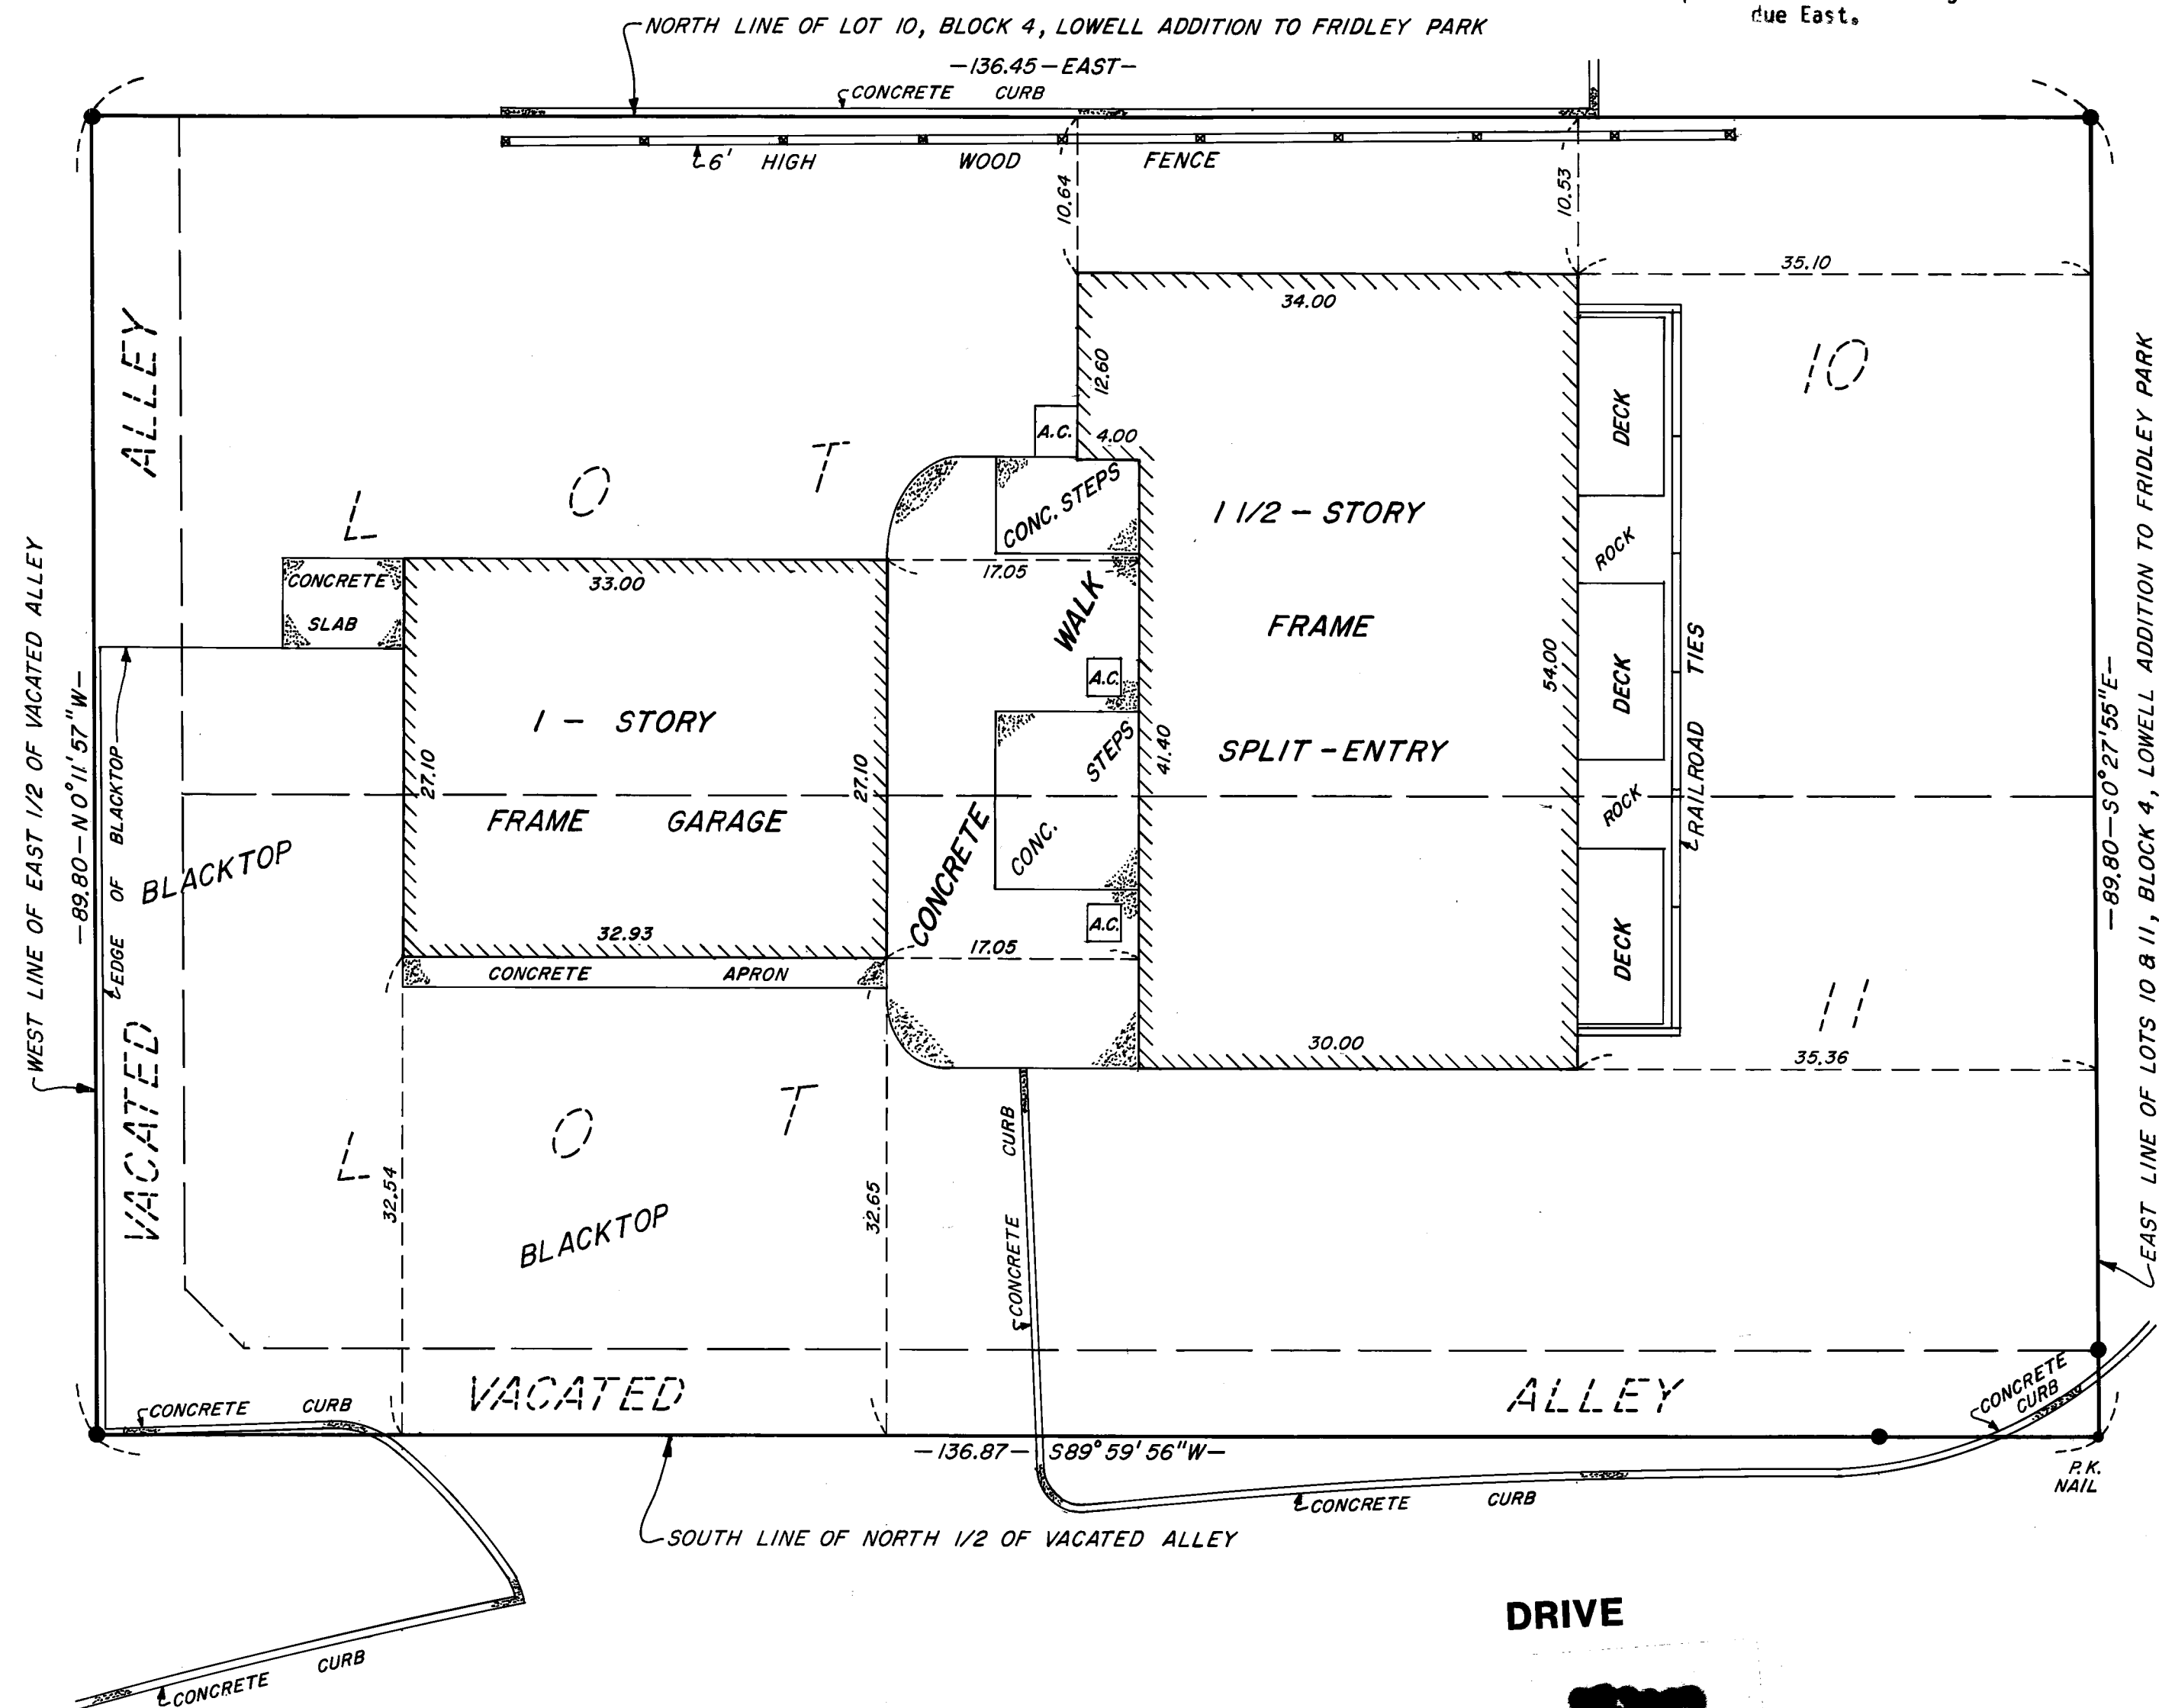 due East.
NORTH LINE OF LOT 10, BLOCK 4, LOWELL ADDITION TO FRIDLEY PARK
—136.45—EAST—
CONCRETE CURB
6' HIGH WOOD FENCE
10.64
10.53
35.10
34.00
ALLEY
12.60
10
DECK
A.C.
4.00
L O T
CONC. STEPS
1 1/2 - STORY
ROCK
CONCRETE
SLAB
33.00
17.05
WALK
FRAME
54.00
DECK
RAILROAD TIES
A.C.
1 - STORY
27.10
27.10
STEPS
41.40
SPLIT-ENTRY
WEST LINE OF EAST 1/2 OF VACATED ALLEY
—89.80—N0°11'57"W—
EDGE OF BLACKTOP
BLACKTOP
FRAME GARAGE
CONC.
CONCRETE
ROCK
—89.80—S0°27'55"E—
EAST LINE OF LOTS 10 & 11, BLOCK 4, LOWELL ADDITION TO FRIDLEY PARK
32.93
A.C.
17.05
DECK
CONCRETE APRON
11
30.00
35.36
VACATED
L O T
32.54
32.65
BLACKTOP
CONCRETE CURB
VACATED ALLEY
CONCRETE CURB
CONCRETE
CURB
—136.87— S89°59'56"W—
P.K.
NAIL
CONCRETE CURB
SOUTH LINE OF NORTH 1/2 OF VACATED ALLEY
DRIVE
CONCRETE CURB